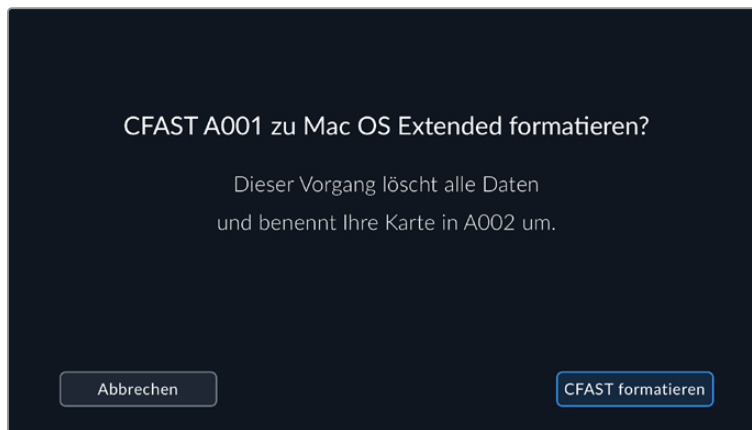 CFAST A001 zu Mac OS Extended formatieren?
Dieser Vorgang löscht alle Daten
und benennt Ihre Karte in A002 um.
Abbrechen
CFAST formatieren